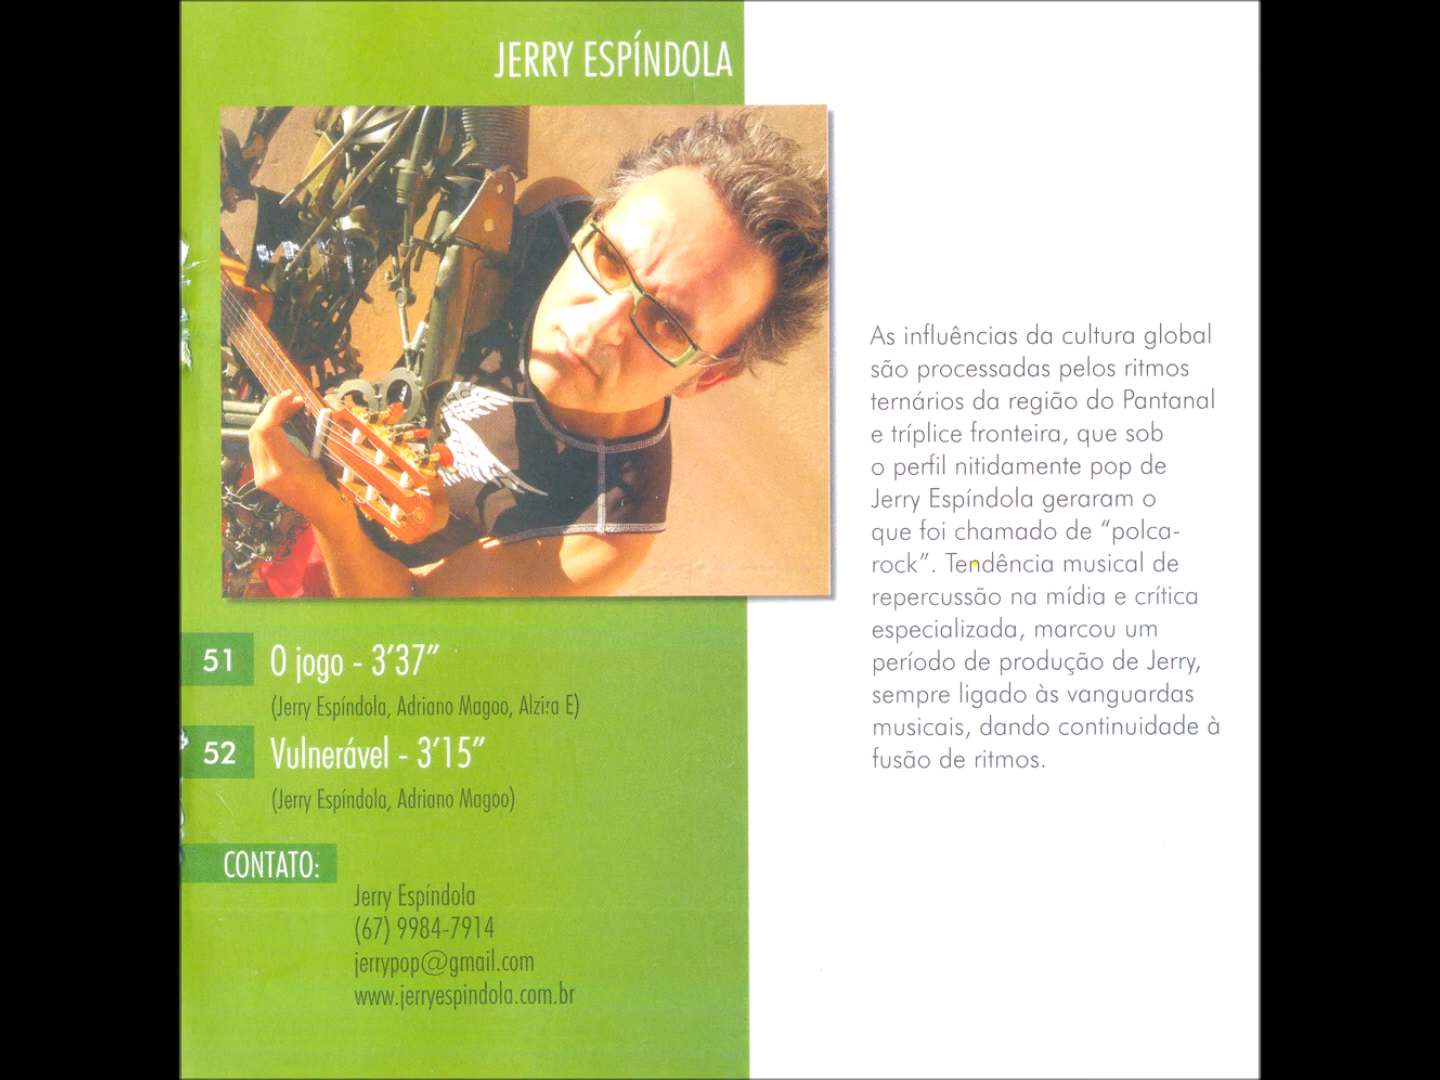 JERRY ESPÍNDOLA
51 O jogo - 3'37"
(Jerry Espíndola, Adriano Magoo, Alzira E)
52 Vulnerável - 3'15"
(Jerry Espíndola, Adriano Magoo)
CONTATO:
Jerry Espíndola
(67) 9984-7914
jerrypop@gmail.com
www.jerryespindola.com.br
As influências da cultura global
são processadas pelos ritmos
ternários da região do Pantanal
e tríplice fronteira, que sob
o perfil nitidamente pop de
Jerry Espíndola geraram o
que foi chamado de “polca-
rock”. Tendência musical de
repercussão na mídia e crítica
especializada, marcou um
período de produção de Jerry,
sempre ligado às vanguardas
musicais, dando continuidade à
fusão de ritmos.